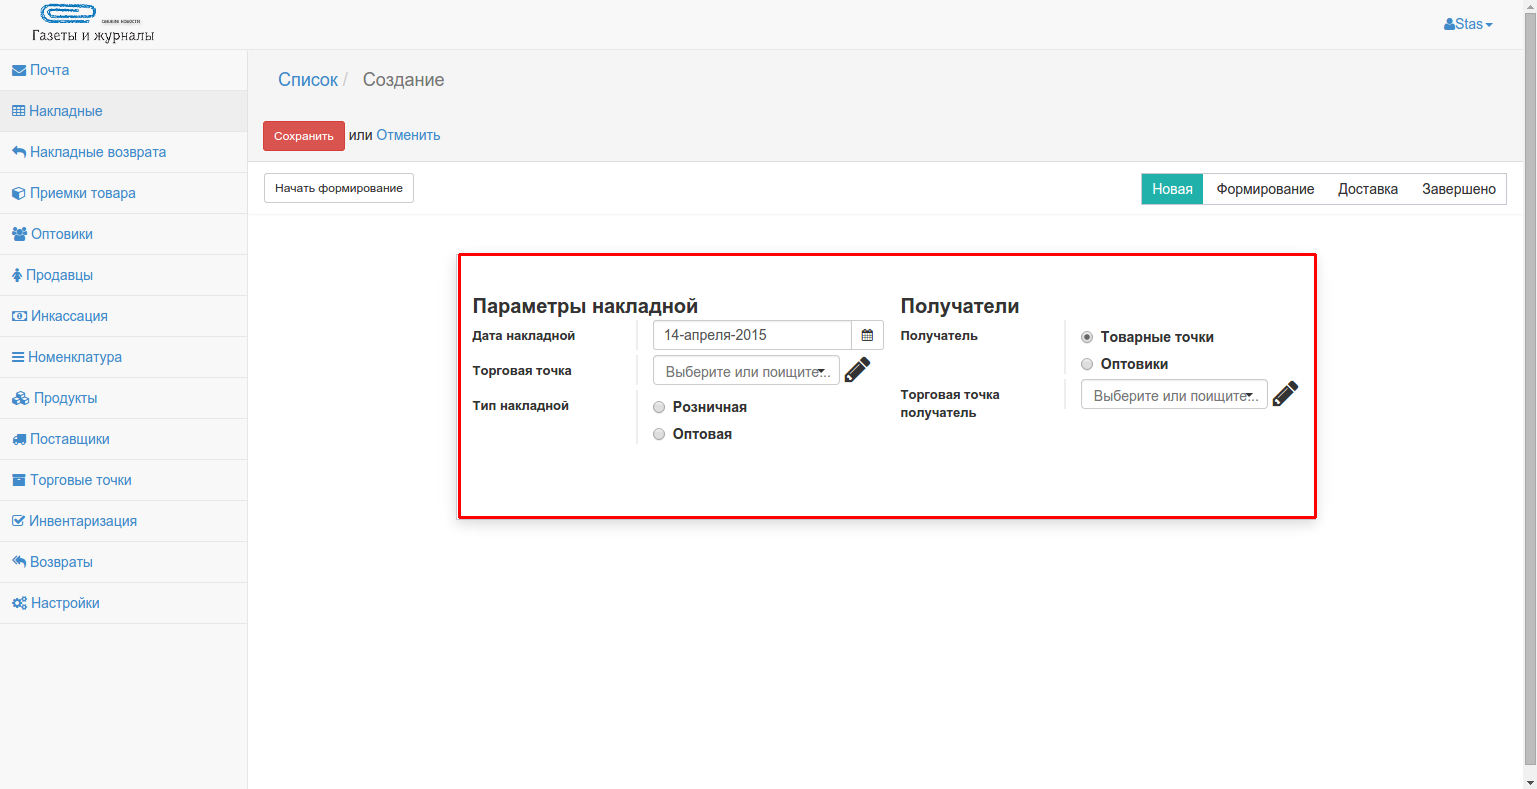 свежие новости
Газеты и журналы
Stas
Почта
Накладные
Накладные возврата
Приемки товара
Оптовики
Продавцы
Инкассация
Номенклатура
Продукты
Поставщики
Торговые точки
Инвентаризация
Возвраты
Настройки
Список / Создание
Сохранить или Отменить
Начать формирование
Новая Формирование Доставка Завершено
Параметры накладной
Дата накладной 14-апреля-2015
Торговая точка Выберите или поищите...
Тип накладной Розничная
Оптовая
Получатели
Получатель Товарные точки
Оптовики
Торговая точка Выберите или поищите...
получатель